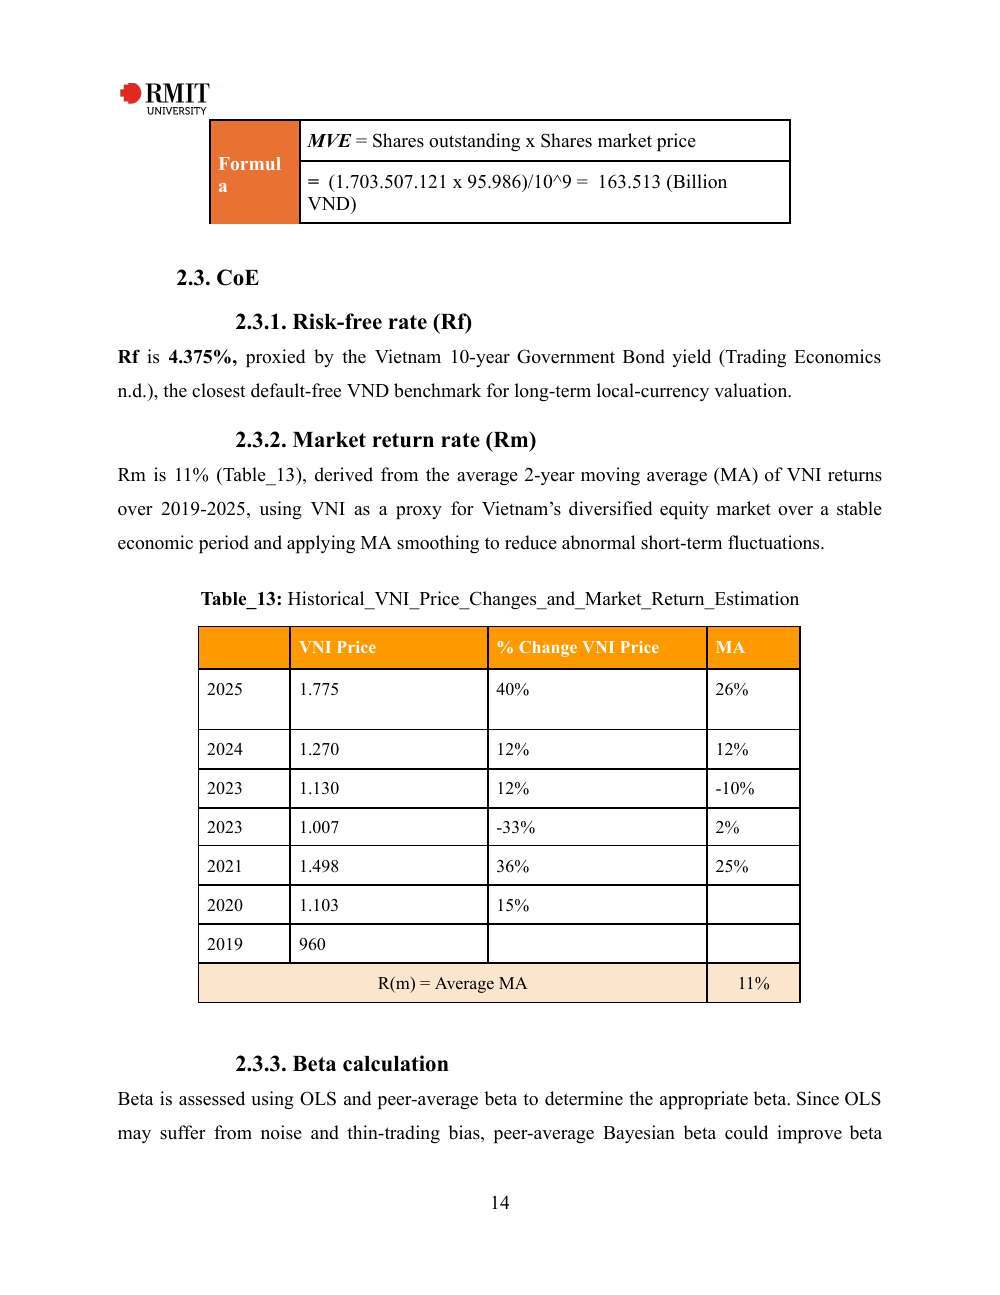 RMIT
UNIVERSITY
Formul
a
MVE = Shares outstanding x Shares market price
= (1.703.507.121 x 95.986)/10^9 = 163.513 (Billion
VND)
2.3. CoE
2.3.1. Risk-free rate (Rf)
Rf is 4.375%, proxied by the Vietnam 10-year Government Bond yield (Trading Economics
n.d.), the closest default-free VND benchmark for long-term local-currency valuation.
2.3.2. Market return rate (Rm)
Rm is 11% (Table_13), derived from the average 2-year moving average (MA) of VNI returns
over 2019-2025, using VNI as a proxy for Vietnam’s diversified equity market over a stable
economic period and applying MA smoothing to reduce abnormal short-term fluctuations.
Table_13: Historical_VNI_Price_Changes_and_Market_Return_Estimation
VNI Price % Change VNI Price MA
2025 1.775 40% 26%
2024 1.270 12% 12%
2023 1.130 12% -10%
2023 1.007 -33% 2%
2021 1.498 36% 25%
2020 1.103 15%
2019 960
R(m) = Average MA 11%
2.3.3. Beta calculation
Beta is assessed using OLS and peer-average beta to determine the appropriate beta. Since OLS
may suffer from noise and thin-trading bias, peer-average Bayesian beta could improve beta
14